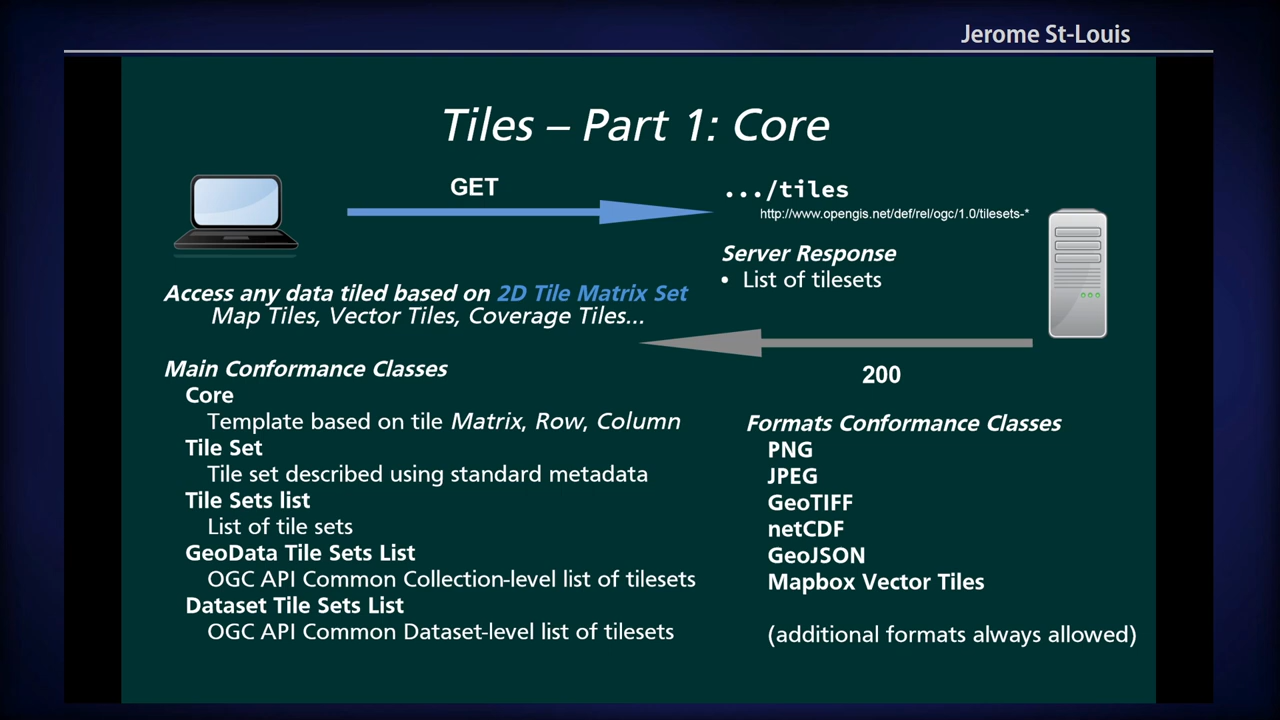 Jerome St-Louis
Tiles – Part 1: Core
GET
.../tiles
http://www.opengis.net/def/rel/ogc/1.0/tilesets-*
Server Response
• List of tilesets
Access any data tiled based on 2D Tile Matrix Set
Map Tiles, Vector Tiles, Coverage Tiles...
200
Main Conformance Classes
Core
Template based on tile Matrix, Row, Column
Tile Set
Tile set described using standard metadata
Tile Sets list
List of tile sets
GeoData Tile Sets List
OGC API Common Collection-level list of tilesets
Dataset Tile Sets List
OGC API Common Dataset-level list of tilesets
Formats Conformance Classes
PNG
JPEG
GeoTIFF
netCDF
GeoJSON
Mapbox Vector Tiles
(additional formats always allowed)